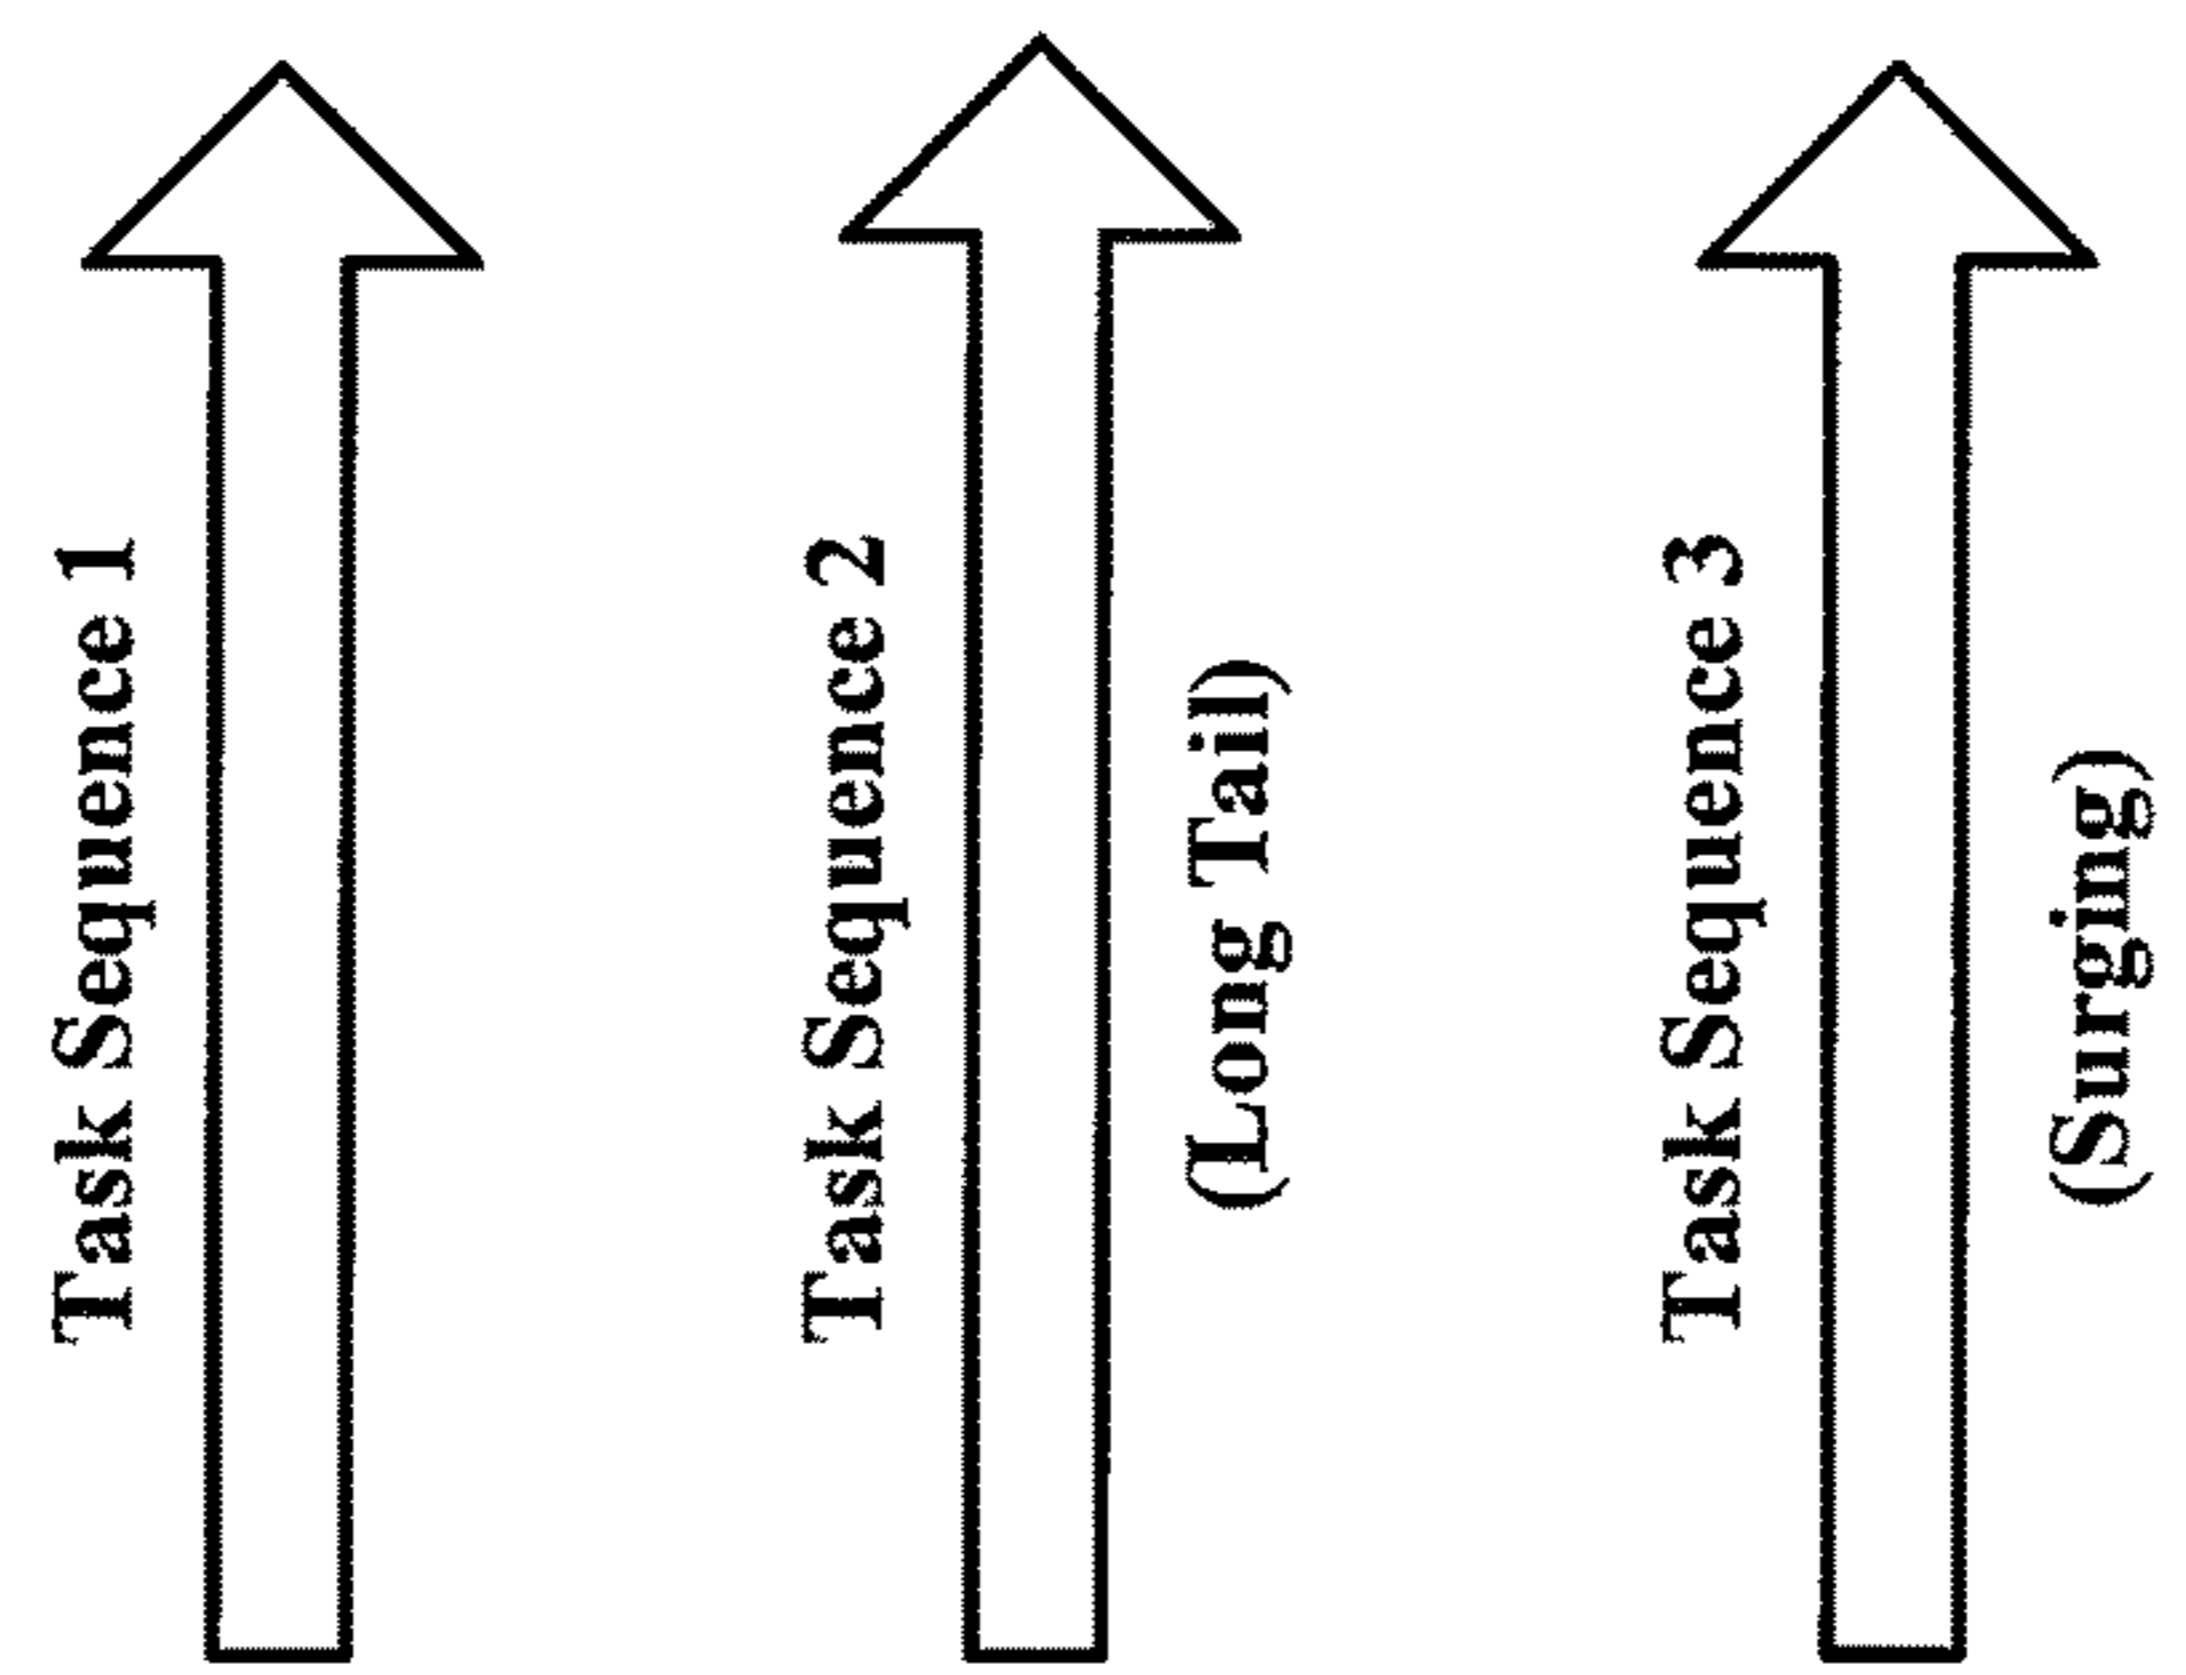 Task Sequence 1
Task Sequence 2
(Long Tail)
Task Sequence 3
(Surging)